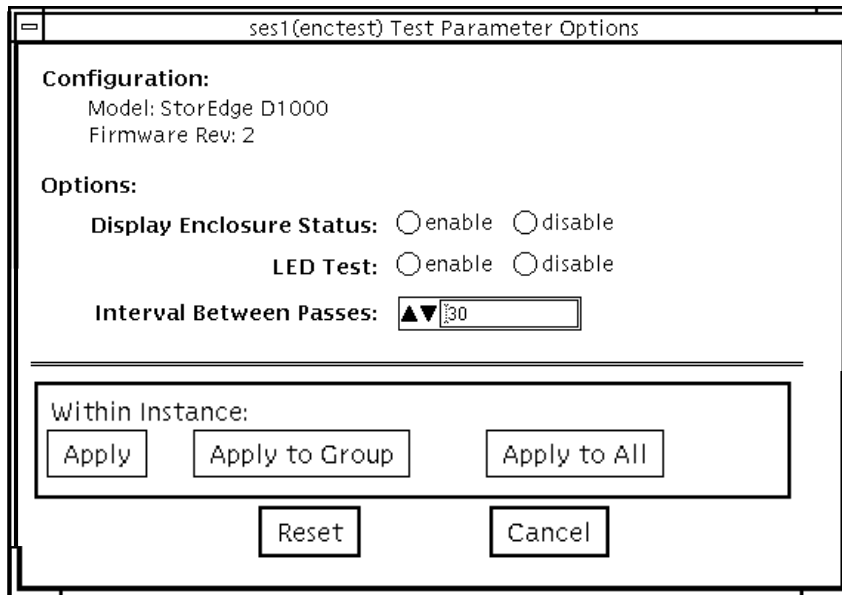 ses1(enctest) Test Parameter Options
Configuration:
Model: StorEdge D1000
Firmware Rev: 2
Options:
Display Enclosure Status: enable disable
LED Test: enable disable
Interval Between Passes: 30
Within Instance:
Apply Apply to Group Apply to All
Reset Cancel